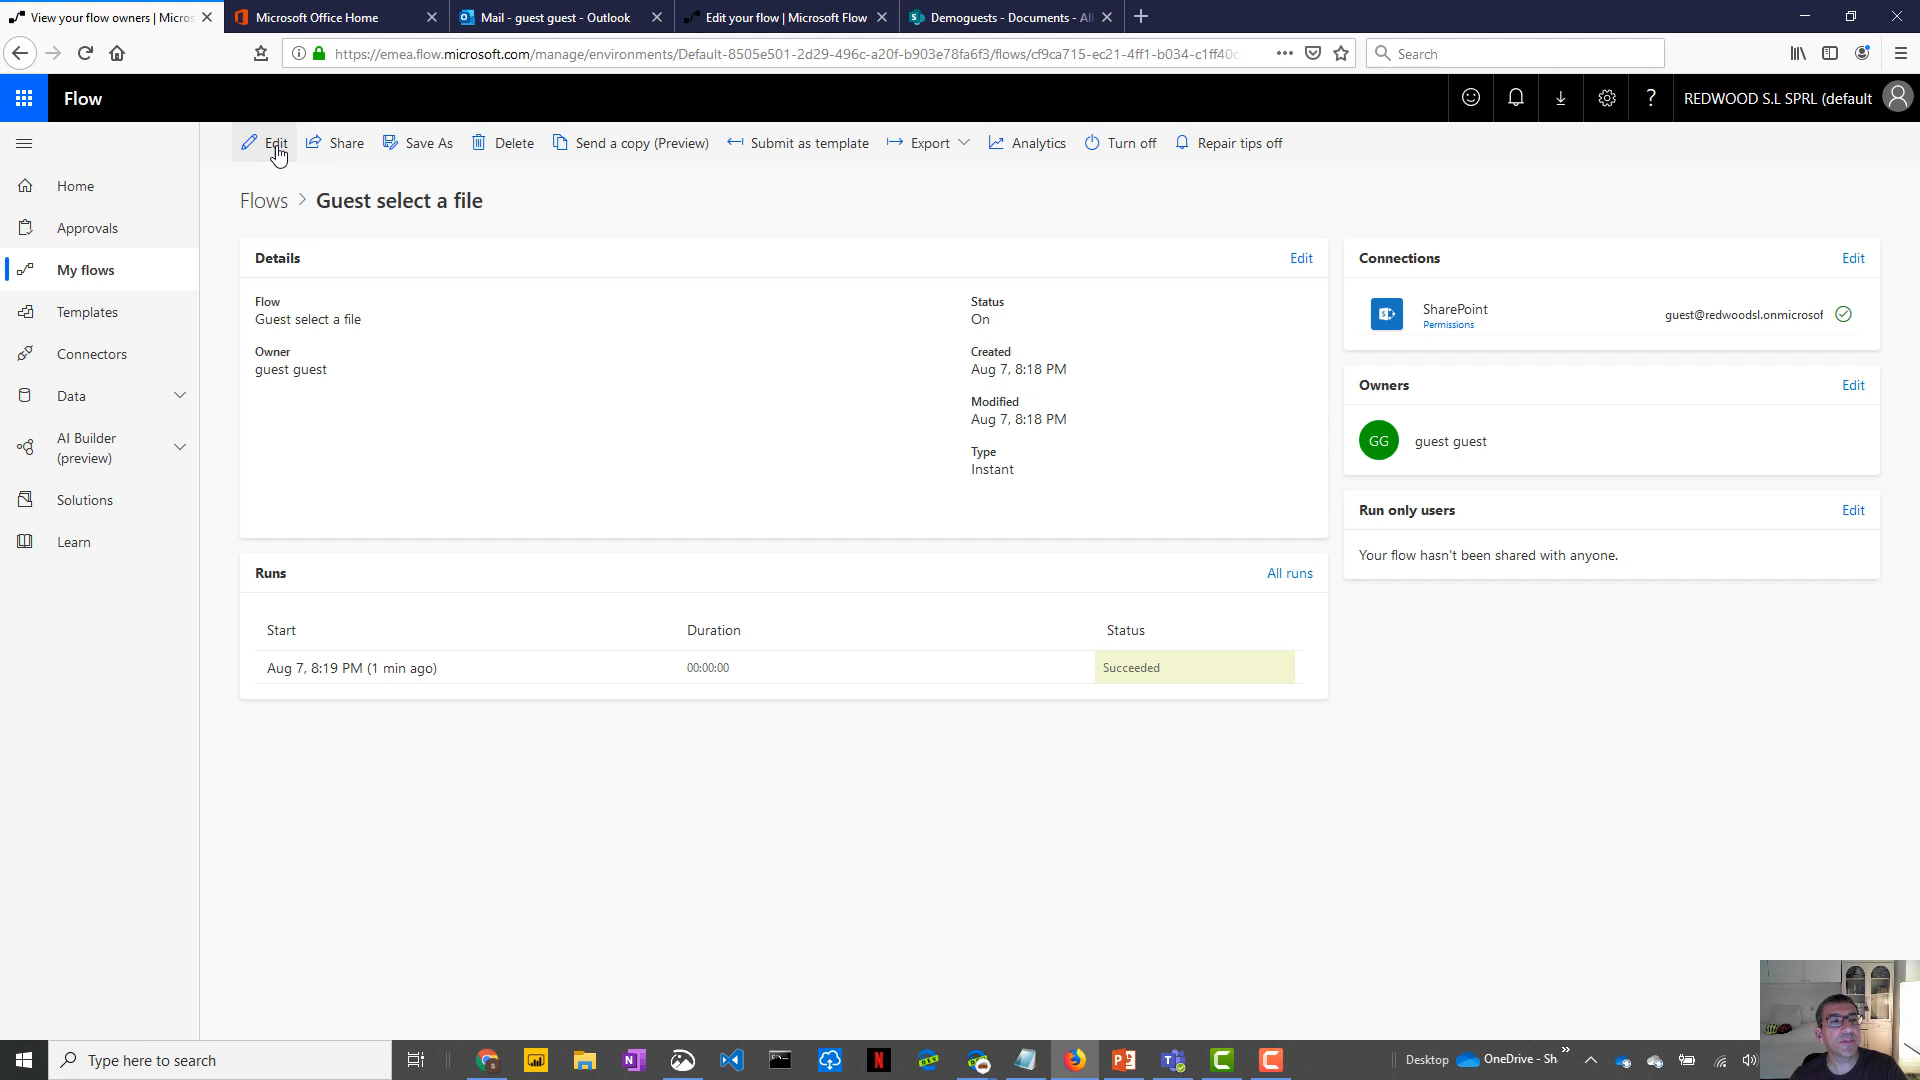 View your flow owners | Micros
Microsoft Office Home
Mail - guest guest - Outlook
Edit your flow | Microsoft Flow
Demoguests - Documents - All
https://emea.flow.microsoft.com/manage/environments/Default-8505e501-2d29-496c-a20f-b903e78fa6f3/flows/cf9ca715-ec21-4ff1-b034-c1ff40c
Search
Flow
REDWOOD S.L SPRL (default
Edit
Share
Save As
Delete
Send a copy (Preview)
Submit as template
Export
Analytics
Turn off
Repair tips off
Home
Approvals
My flows
Templates
Connectors
Data
AI Builder
(preview)
Solutions
Learn
Flows > Guest select a file
Details
Edit
Flow
Guest select a file
Owner
guest guest
Status
On
Created
Aug 7, 8:18 PM
Modified
Aug 7, 8:18 PM
Type
Instant
Runs
All runs
Start
Duration
Status
Aug 7, 8:19 PM (1 min ago)
00:00:00
Succeeded
Connections
Edit
SharePoint
Permissions
guest@redwoodsl.onmicrosof
Owners
Edit
GG
guest guest
Run only users
Edit
Your flow hasn't been shared with anyone.
Type here to search
Desktop
OneDrive - Sh